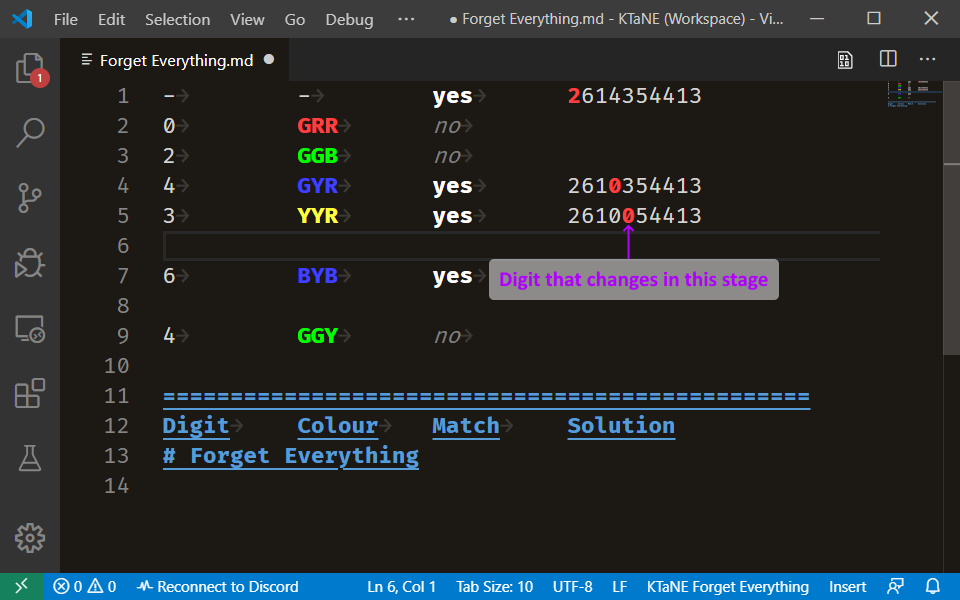 File Edit Selection View Go Debug ··· ● Forget Everything.md - KTaNE (Workspace) - Vi...
1
Forget Everything.md ●
1 - → - → yes → 2614354413
2 0 → GRR → no →
3 2 → GGB → no →
4 4 → GYR → yes → 2610354413
5 3 → YYR → yes → 2610054413
6
7 6 → BYB → yes →
Digit that changes in this stage
8
9 4 → GGY → no →
10
11 ================================================
12 Digit → Colour → Match → Solution
13 # Forget Everything
14
0 0 Reconnect to Discord Ln 6, Col 1 Tab Size: 10 UTF-8 LF KTaNE Forget Everything Insert